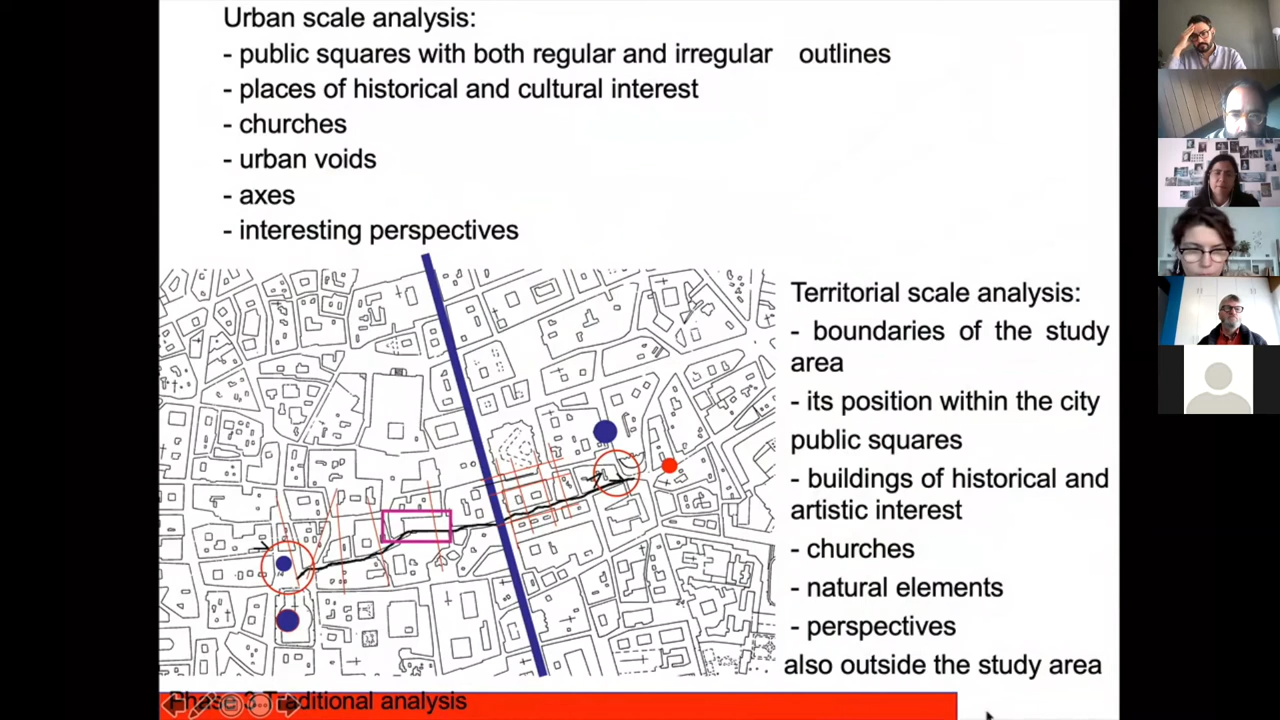 Urban scale analysis:
- public squares with both regular and irregular outlines
- places of historical and cultural interest
- churches
- urban voids
- axes
- interesting perspectives
Territorial scale analysis:
- boundaries of the study
area
- its position within the city
public squares
- buildings of historical and
artistic interest
- churches
- natural elements
- perspectives
also outside the study area
Phase 3 Traditional analysis